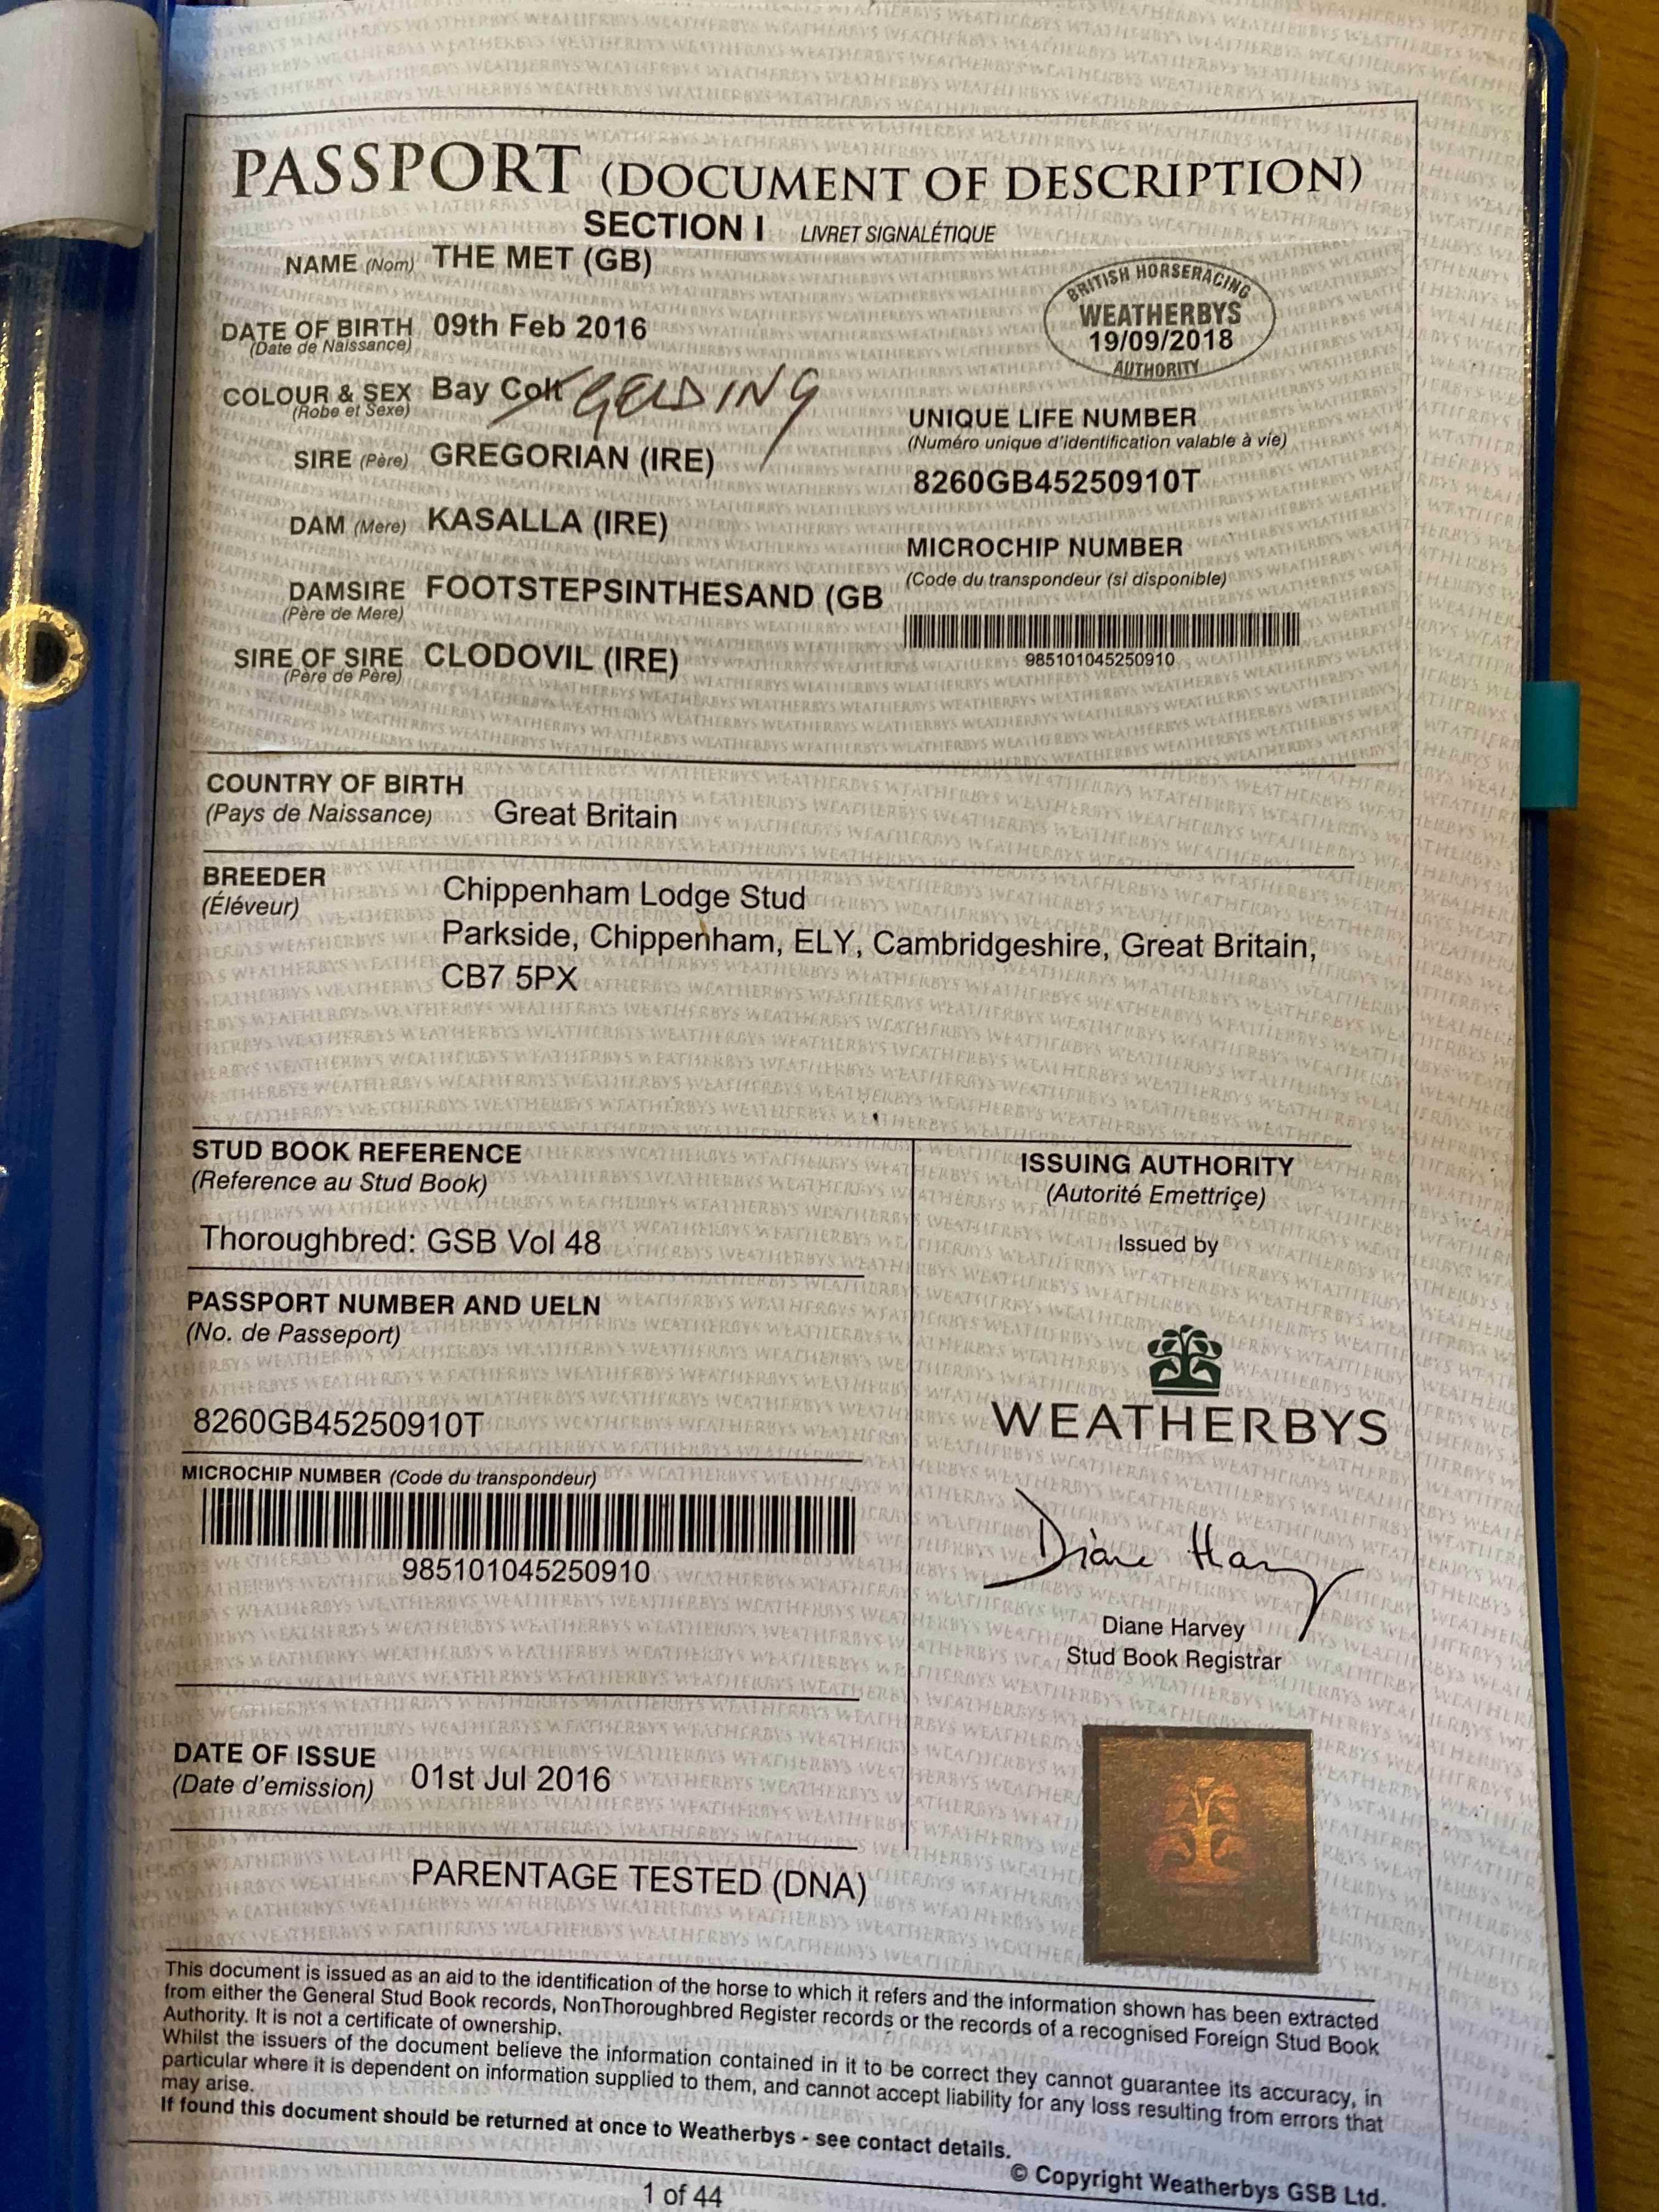 PASSPORT (DOCUMENT OF DESCRIPTION)
SECTION I LIVRET SIGNALÉTIQUE
NAME (Nom) THE MET (GB)
DATE OF BIRTH 09th Feb 2016
(Date de Naissance)
COLOUR & SEX Bay Colt GELDING
(Robe et Sexe)
SIRE (Père) GREGORIAN (IRE)
DAM (Mere) KASALLA (IRE)
DAMSIRE FOOTSTEPSINTHESAND (GB
(Père de Mere)
SIRE OF SIRE CLODOVIL (IRE)
(Père de Père)
BRITISH HORSERACING
WEATHERBYS
19/09/2018
AUTHORITY
UNIQUE LIFE NUMBER
(Numéro unique d'identification valable à vie)
8260GB45250910T
MICROCHIP NUMBER
(Code du transpondeur (si disponible)
985101045250910
COUNTRY OF BIRTH
(Pays de Naissance) Great Britain
BREEDER
(Éléveur)
Chippenham Lodge Stud
Parkside, Chippenham, ELY, Cambridgeshire, Great Britain,
CB7 5PX
STUD BOOK REFERENCE
(Reference au Stud Book)
Thoroughbred: GSB Vol 48
PASSPORT NUMBER AND UELN
(No. de Passeport)
8260GB45250910T
MICROCHIP NUMBER (Code du transpondeur)
985101045250910
DATE OF ISSUE
(Date d'emission) 01st Jul 2016
ISSUING AUTHORITY
(Autorité Emettriçe)
Issued by
WEATHERBYS
Diane Harvey
Diane Harvey
Stud Book Registrar
PARENTAGE TESTED (DNA)
This document is issued as an aid to the identification of the horse to which it refers and the information shown has been extracted
from either the General Stud Book records, NonThoroughbred Register records or the records of a recognised Foreign Stud Book
Authority. It is not a certificate of ownership.
Whilst the issuers of the document believe the information contained in it to be correct they cannot guarantee its accuracy, in
particular where it is dependent on information supplied to them, and cannot accept liability for any loss resulting from errors that
may arise.
If found this document should be returned at once to Weatherbys - see contact details.
© Copyright Weatherbys GSB Ltd.
1 of 44